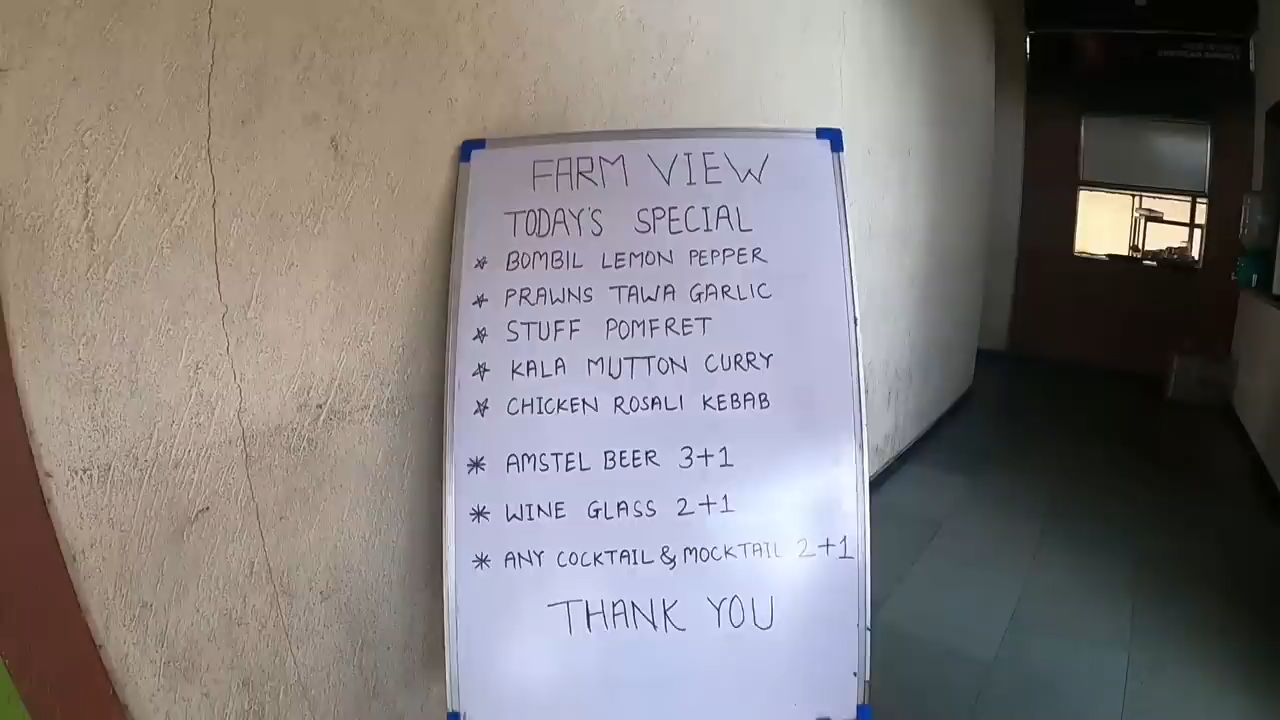 FARM VIEW
TODAY'S SPECIAL
☆ BOMBIL LEMON PEPPER
☆ PRAWNS TAWA GARLIC
☆ STUFF POMFRET
☆ KALA MUTTON CURRY
☆ CHICKEN ROSALI KEBAB
* AMSTEL BEER 3+1
* WINE GLASS 2+1
* ANY COCKTAIL & MOCKTAIL 2+1
THANK YOU